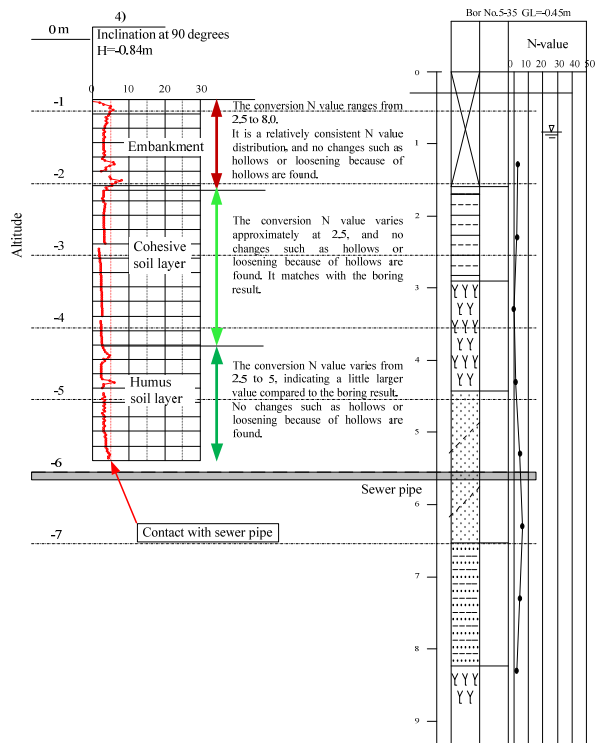 4)
Bor No.5-35 GL=-0.45m
0 m
Inclination at 90 degrees
H=-0.84m
N-value
0 10 20 30
0 10 20 30 40 50
Altitude
-1
-2
-3
-4
-5
-6
-7
Embankment
Cohesive
soil layer
Humus
soil layer
The conversion N value ranges from
2.5 to 8.0.
It is a relatively consistent N value
distribution, and no changes such as
hollows or loosening because of
hollows are found.
The conversion N value varies
approximately at 2.5, and no
changes such as hollows or
loosening because of hollows are
found. It matches with the boring
result.
The conversion N value varies from
2.5 to 5, indicating a little larger
value compared to the boring result.
No changes such as hollows or
loosening because of hollows are
found.
Sewer pipe
Contact with sewer pipe
0
1
2
3
4
5
6
7
8
9